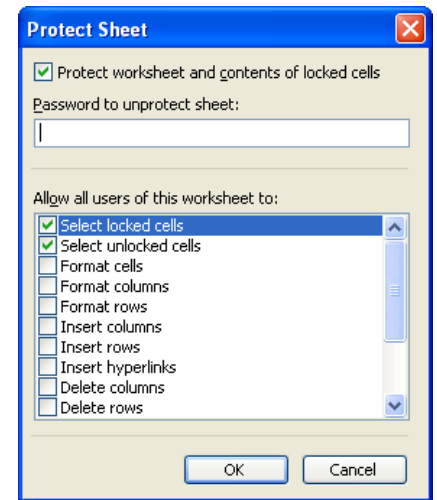 Protect Sheet
Protect worksheet and contents of locked cells
Password to unprotect sheet:
Allow all users of this worksheet to:
Select locked cells
Select unlocked cells
Format cells
Format columns
Format rows
Insert columns
Insert rows
Insert hyperlinks
Delete columns
Delete rows
OK Cancel